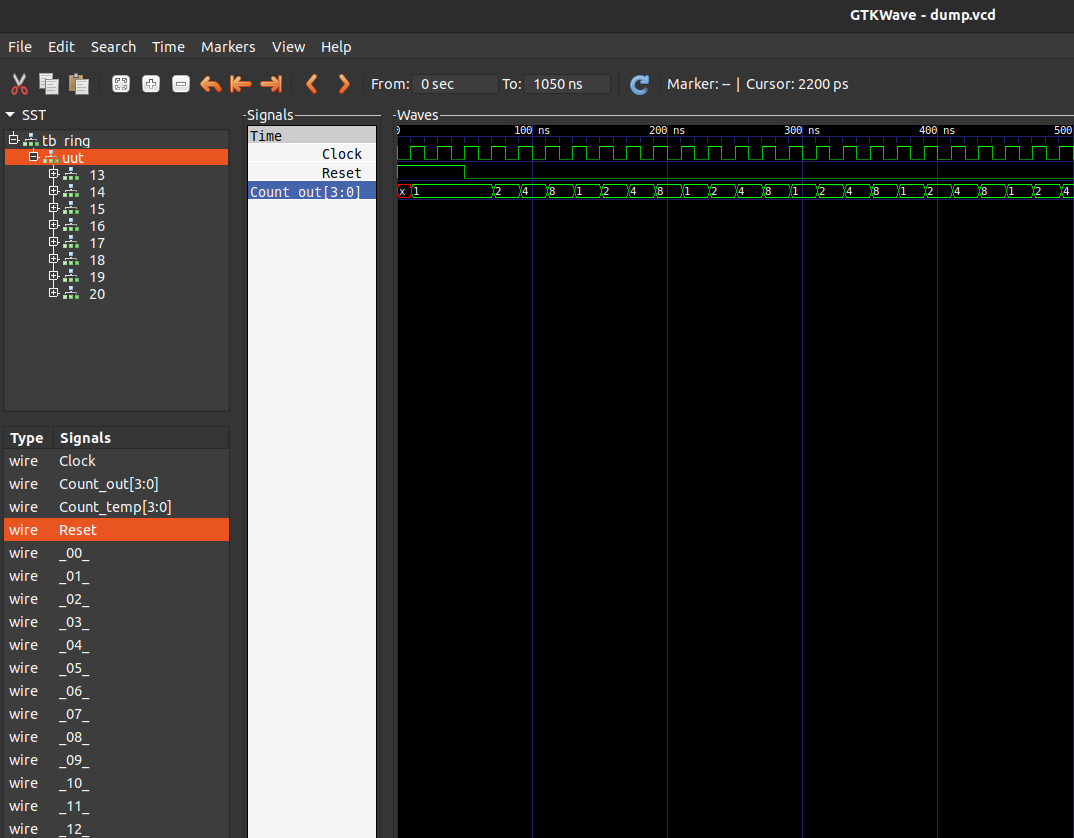 GTKWave - dump.vcd
File Edit Search Time Markers View Help
From: 0 sec To: 1050 ns Marker: -- | Cursor: 2200 ps
SST
tb_ring
uut
13
14
15
16
17
18
19
20
Type Signals
wire Clock
wire Count_out[3:0]
wire Count_temp[3:0]
wire Reset
wire _00_
wire _01_
wire _02_
wire _03_
wire _04_
wire _05_
wire _06_
wire _07_
wire _08_
wire _09_
wire _10_
wire _11_
wire _12_
Signals
Time
Clock
Reset
Count_out[3:0]
Waves
0 100 ns 200 ns 300 ns 400 ns 500
x 1 2 4 8 1 2 4 8 1 2 4 8 1 2 4 8 1 2 4 8 1 2 4